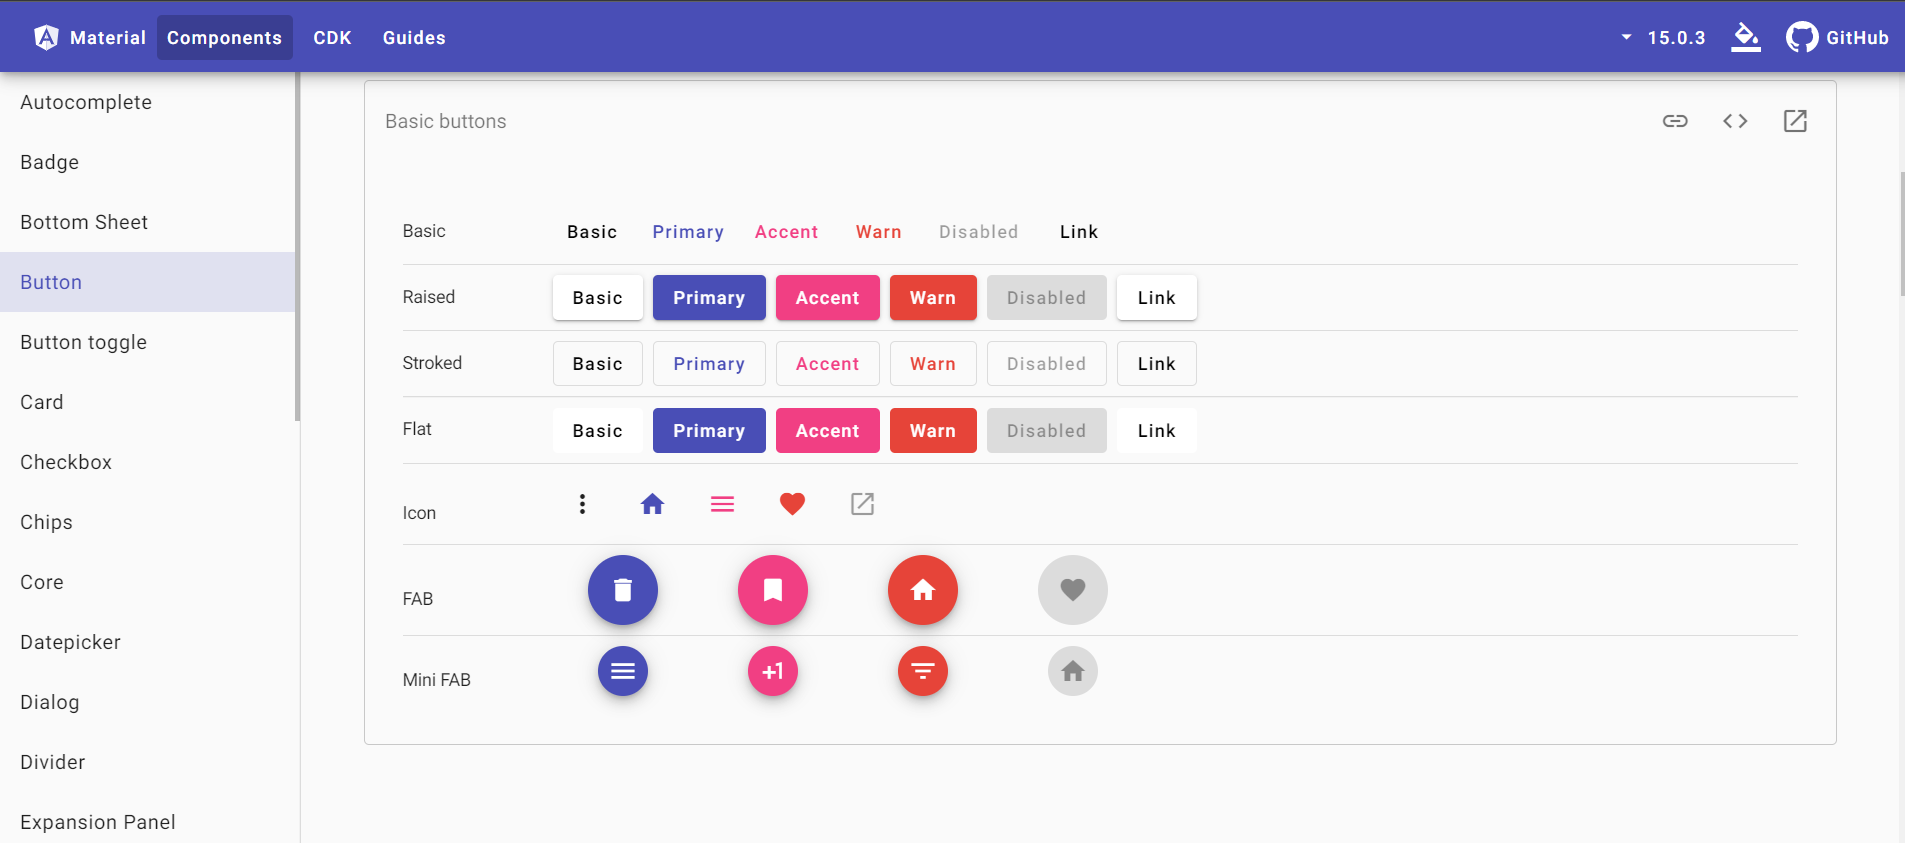 Material Components CDK Guides 15.0.3 GitHub
Autocomplete
Badge
Bottom Sheet
Button
Button toggle
Card
Checkbox
Chips
Core
Datepicker
Dialog
Divider
Expansion Panel
Basic buttons
Basic Basic Primary Accent Warn Disabled Link
Raised Basic Primary Accent Warn Disabled Link
Stroked Basic Primary Accent Warn Disabled Link
Flat Basic Primary Accent Warn Disabled Link
Icon
FAB
Mini FAB +1